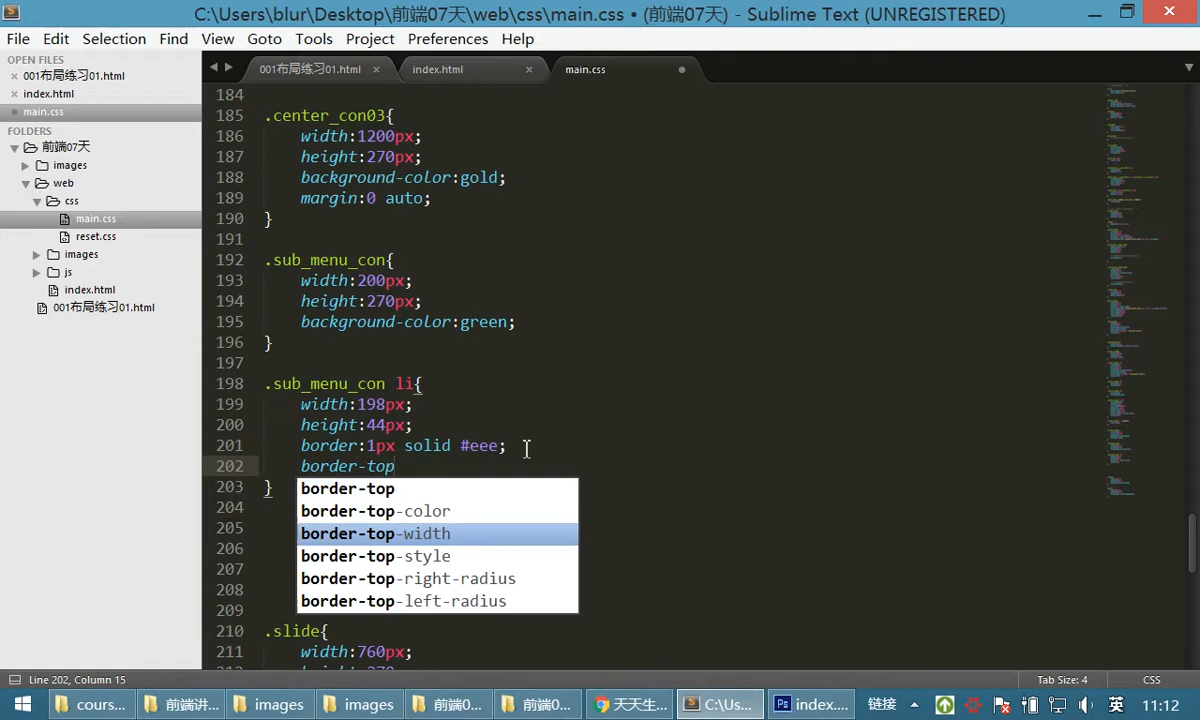 C:\Users\blur\Desktop\前端07天\web\css\main.css • (前端07天) - Sublime Text (UNREGISTERED)
File Edit Selection Find View Goto Tools Project Preferences Help
OPEN FILES
001布局练习01.html
index.html
main.css
FOLDERS
前端07天
images
web
css
main.css
reset.css
images
js
index.html
001布局练习01.html
001布局练习01.html index.html main.css
184
185 .center_con03{
186 width:1200px;
187 height:270px;
188 background-color:gold;
189 margin:0 auto;
190 }
191
192 .sub_menu_con{
193 width:200px;
194 height:270px;
195 background-color:green;
196 }
197
198 .sub_menu_con li{
199 width:198px;
200 height:44px;
201 border:1px solid #eee;
202 border-top
203 }
204
205
206
207
208
209
border-top
border-top-color
border-top-width
border-top-style
border-top-right-radius
border-top-left-radius
210 .slide{
211 width:760px;
Line 202, Column 15 Tab Size: 4 CSS
cours... 前端讲... images images 前端0... 前端0... 天天生... C:\Us... index.... 链接 英 11:12